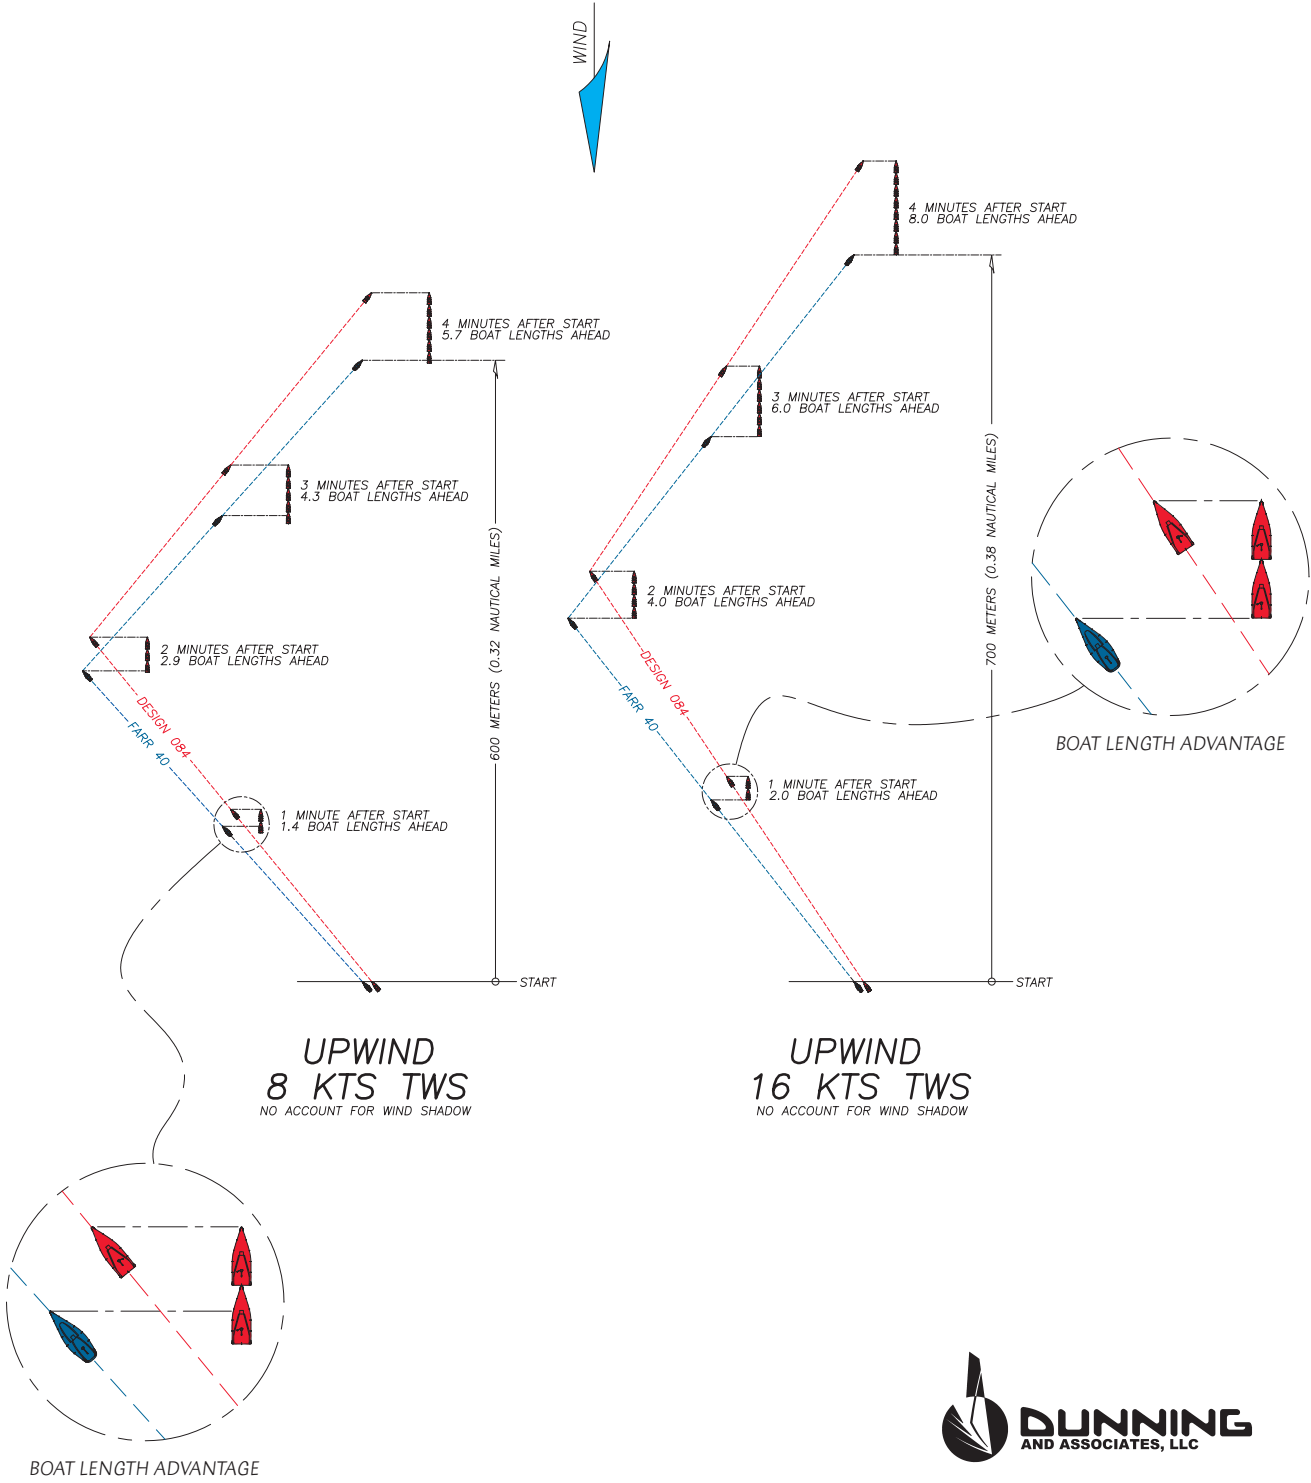 WIND
4 MINUTES AFTER START
8.0 BOAT LENGTHS AHEAD
4 MINUTES AFTER START
5.7 BOAT LENGTHS AHEAD
3 MINUTES AFTER START
6.0 BOAT LENGTHS AHEAD
3 MINUTES AFTER START
4.3 BOAT LENGTHS AHEAD
2 MINUTES AFTER START
4.0 BOAT LENGTHS AHEAD
2 MINUTES AFTER START
2.9 BOAT LENGTHS AHEAD
600 METERS (0.32 NAUTICAL MILES)
700 METERS (0.38 NAUTICAL MILES)
DESIGN 084
FARR 40
DESIGN 084
FARR 40
BOAT LENGTH ADVANTAGE
1 MINUTE AFTER START
2.0 BOAT LENGTHS AHEAD
1 MINUTE AFTER START
1.4 BOAT LENGTHS AHEAD
START
START
UPWIND
8 KTS TWS
NO ACCOUNT FOR WIND SHADOW
UPWIND
16 KTS TWS
NO ACCOUNT FOR WIND SHADOW
BOAT LENGTH ADVANTAGE
DUNNING
AND ASSOCIATES, LLC